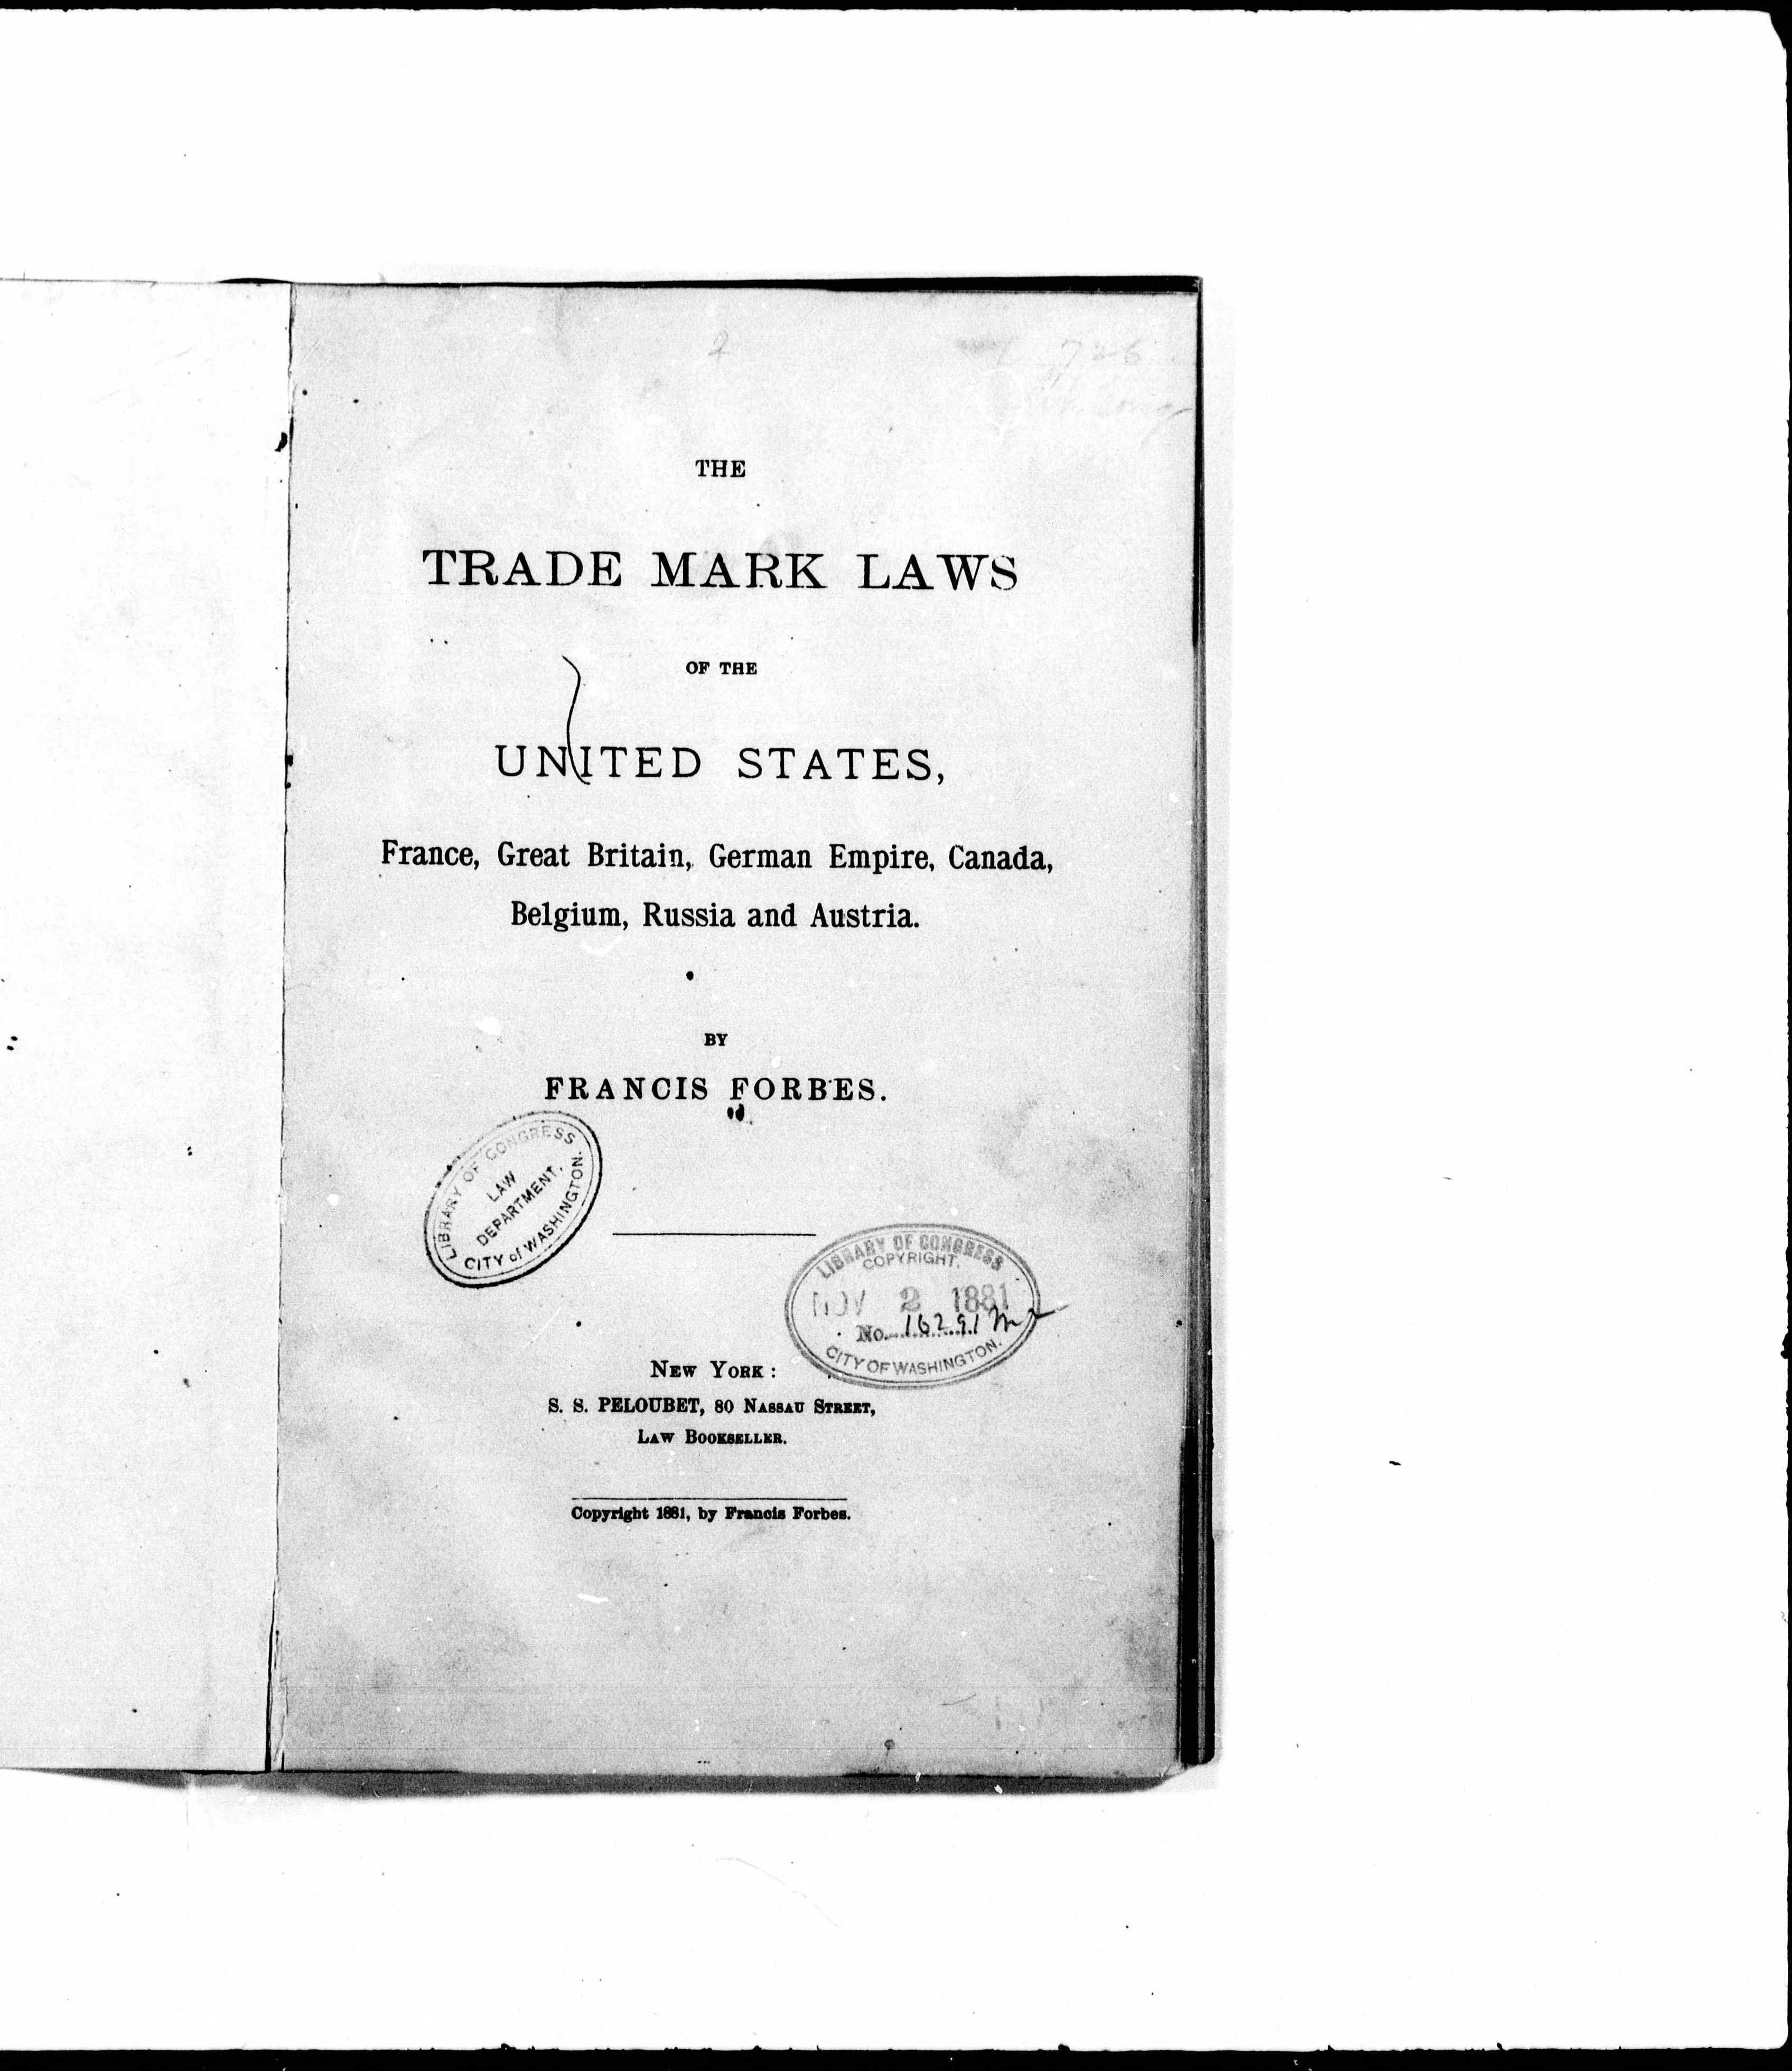 2
THE
TRADE MARK LAWS
OF THE
UNITED STATES,
France, Great Britain, German Empire, Canada,
Belgium, Russia and Austria.
BY
FRANCIS FORBES.
LIBRARY OF CONGRESS
LAW
DEPARTMENT.
CITY of WASHINGTON.
LIBRARY OF CONGRESS
COPYRIGHT.
NOV 2 1881
No. 16291
CITY OF WASHINGTON.
NEW YORK:
S. S. PELOUBET, 80 NASSAU STREET,
LAW BOOKSELLER.
Copyright 1881, by Francis Forbes.